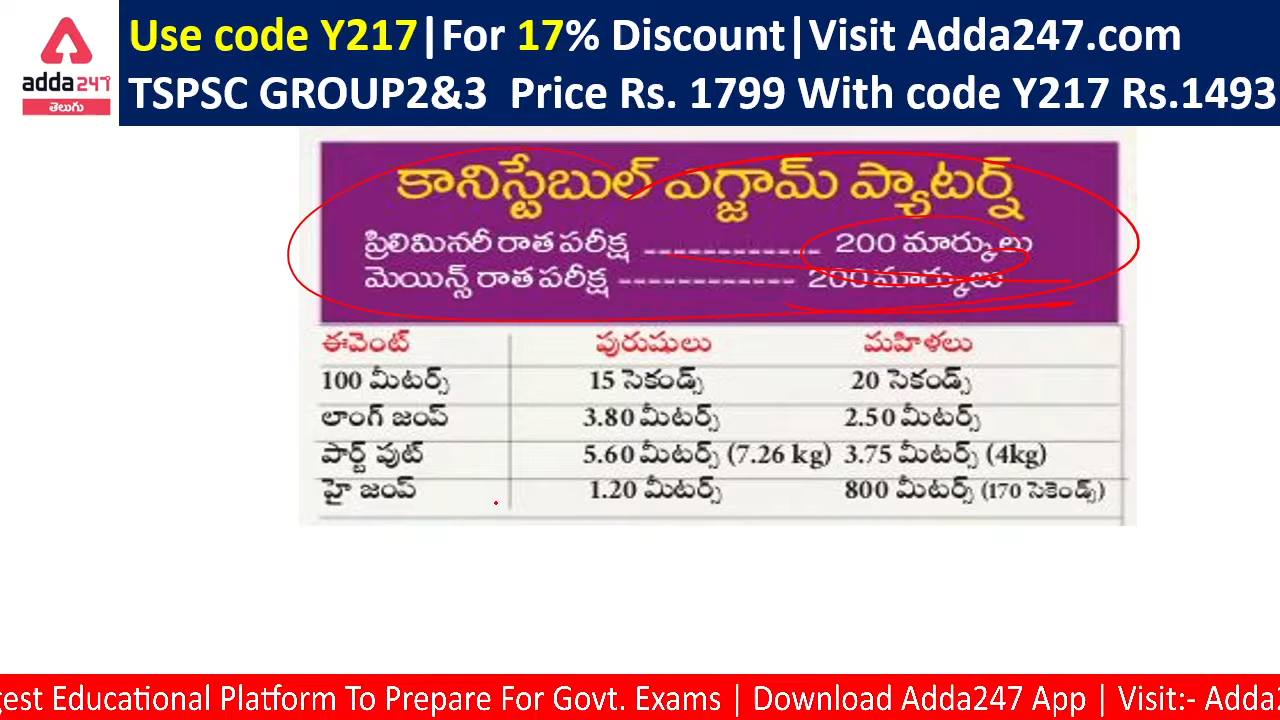 Use code Y217|For 17% Discount|Visit Adda247.com
TSPSC GROUP2&3 Price Rs. 1799 With code Y217 Rs.1493
adda247
తెలుగు
కానిస్టేబుల్ ఎగ్జామ్ ప్యాటర్న్
ప్రిలిమినరీ రాత పరీక్ష ------------ 200 మార్కులు
మెయిన్స్ రాత పరీక్ష ------------ 200 మార్కులు
ఈవెంట్ పురుషులు మహిళలు
100 మీటర్స్ 15 సెకండ్స్ 20 సెకండ్స్
లాంగ్ జంప్ 3.80 మీటర్స్ 2.50 మీటర్స్
పార్ట్ పుట్ 5.60 మీటర్స్ (7.26 kg) 3.75 మీటర్స్ (4kg)
హై జంప్ 1.20 మీటర్స్ 800 మీటర్స్ (170 సెకెండ్స్)
gest Educational Platform To Prepare For Govt. Exams | Download Adda247 App | Visit:- Adda2